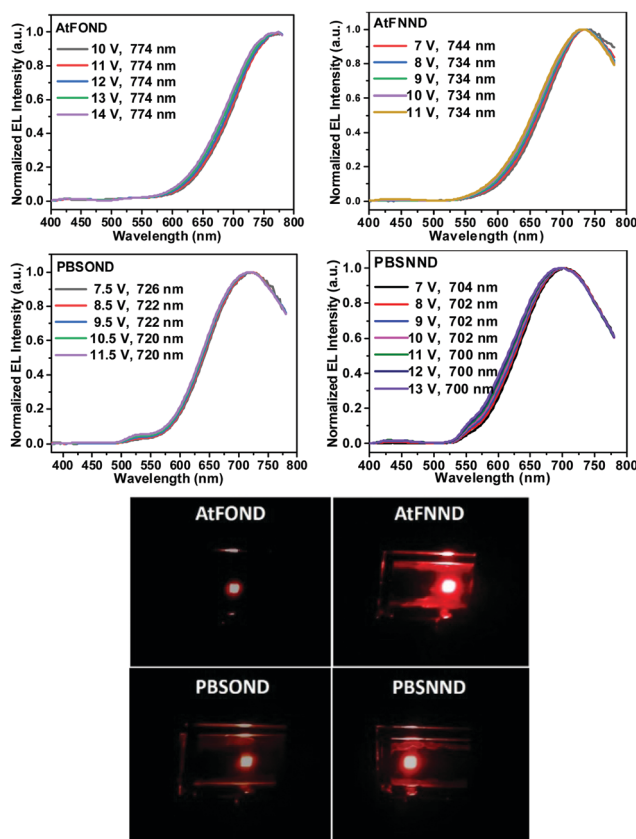 AtFOND
10 V, 774 nm
11 V, 774 nm
12 V, 774 nm
13 V, 774 nm
14 V, 774 nm
Normalized EL Intensity (a.u.)
1.0
0.8
0.6
0.4
0.2
0.0
400 450 500 550 600 650 700 750 800
Wavelength (nm)
AtFNND
7 V, 744 nm
8 V, 734 nm
9 V, 734 nm
10 V, 734 nm
11 V, 734 nm
Normalized EL Intensity (a.u.)
1.0
0.8
0.6
0.4
0.2
0.0
400 450 500 550 600 650 700 750 800
Wavelength (nm)
PBSOND
7.5 V, 726 nm
8.5 V, 722 nm
9.5 V, 722 nm
10.5 V, 720 nm
11.5 V, 720 nm
Normalized EL Intensity (a.u.)
1.0
0.8
0.6
0.4
0.2
0.0
400 450 500 550 600 650 700 750 800
Wavelength (nm)
PBSNND
7 V, 704 nm
8 V, 702 nm
9 V, 702 nm
10 V, 702 nm
11 V, 700 nm
12 V, 700 nm
13 V, 700 nm
Normalized EL Intensity (a.u.)
1.0
0.8
0.6
0.4
0.2
0.0
400 450 500 550 600 650 700 750 800
Wavelength (nm)
AtFOND
AtFNND
PBSOND
PBSNND